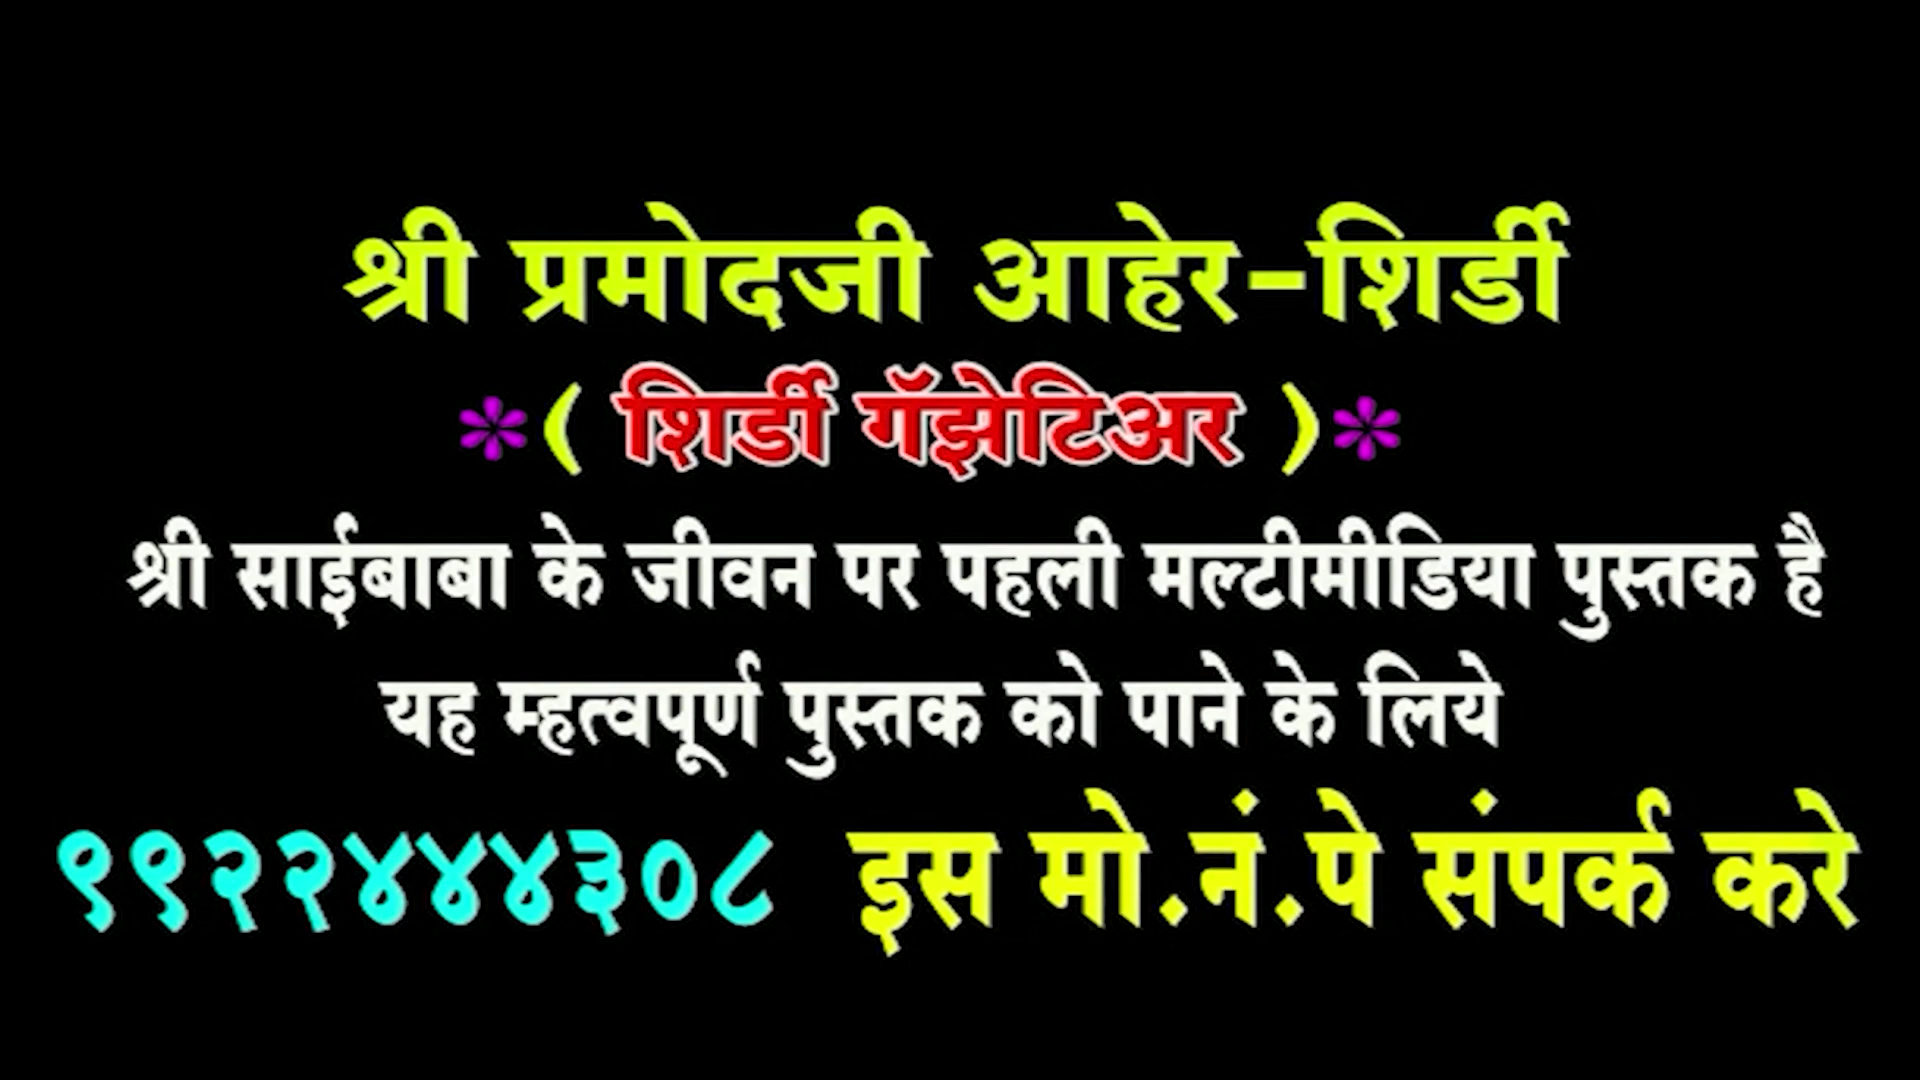 श्री प्रमोदजी आहेर-शिर्डी
*( शिर्डी गॅझेटिअर )*
श्री साईबाबा के जीवन पर पहली मल्टीमीडिया पुस्तक है
यह म्हत्वपूर्ण पुस्तक को पाने के लिये
९९२२४४४३०८ इस मो.नं.पे संपर्क करे